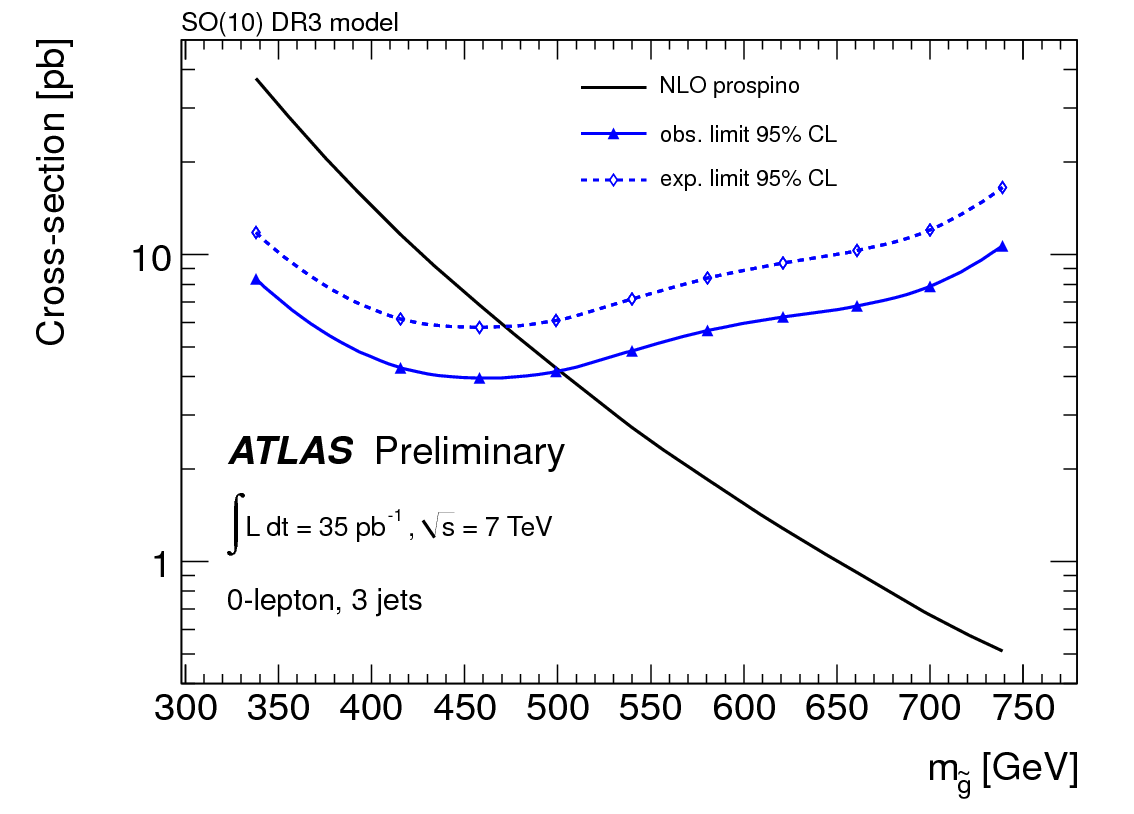 SO(10) DR3 model
Cross-section [pb]
NLO prospino
obs. limit 95% CL
exp. limit 95% CL
10
1
ATLAS Preliminary
∫L dt = 35 pb⁻¹, √s = 7 TeV
0-lepton, 3 jets
300 350 400 450 500 550 600 650 700 750
m_g̃ [GeV]